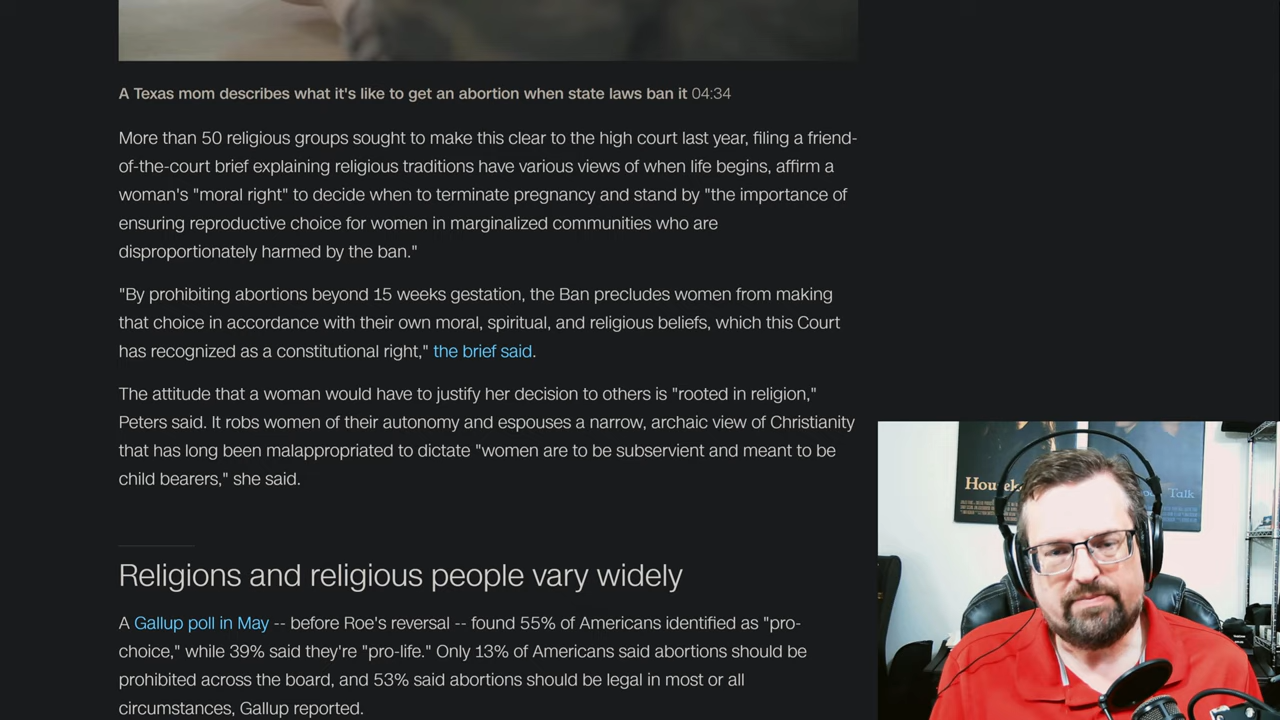 A Texas mom describes what it's like to get an abortion when state laws ban it 04:34
More than 50 religious groups sought to make this clear to the high court last year, filing a friend-
of-the-court brief explaining religious traditions have various views of when life begins, affirm a
woman's "moral right" to decide when to terminate pregnancy and stand by "the importance of
ensuring reproductive choice for women in marginalized communities who are
disproportionately harmed by the ban."
"By prohibiting abortions beyond 15 weeks gestation, the Ban precludes women from making
that choice in accordance with their own moral, spiritual, and religious beliefs, which this Court
has recognized as a constitutional right," the brief said.
The attitude that a woman would have to justify her decision to others is "rooted in religion,"
Peters said. It robs women of their autonomy and espouses a narrow, archaic view of Christianity
that has long been malappropriated to dictate "women are to be subservient and meant to be
child bearers," she said.
Religions and religious people vary widely
A Gallup poll in May -- before Roe's reversal -- found 55% of Americans identified as "pro-
choice," while 39% said they're "pro-life." Only 13% of Americans said abortions should be
prohibited across the board, and 53% said abortions should be legal in most or all
circumstances, Gallup reported.
Talk